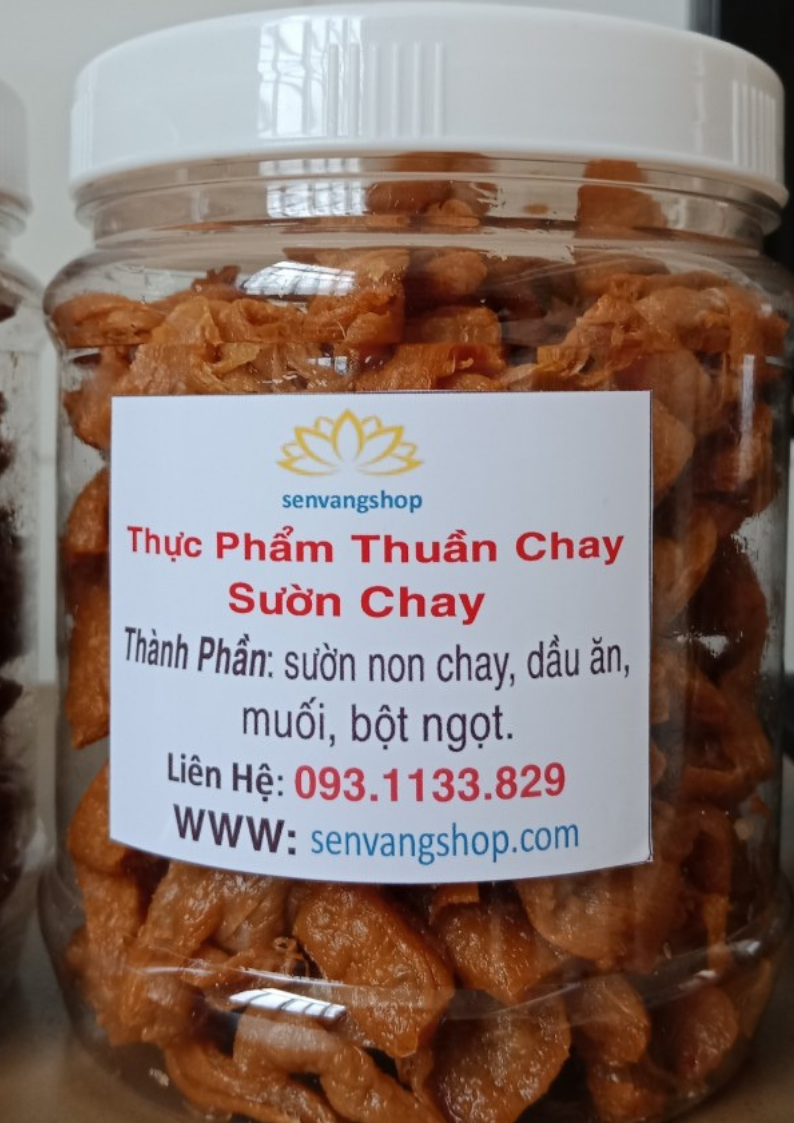 senvangshop
Thực Phẩm Thuần Chay
Sườn Chay
Thành Phần: sườn non chay, dầu ăn,
muối, bột ngọt.
Liên Hệ: 093.1133.829
WWW: senvangshop.com